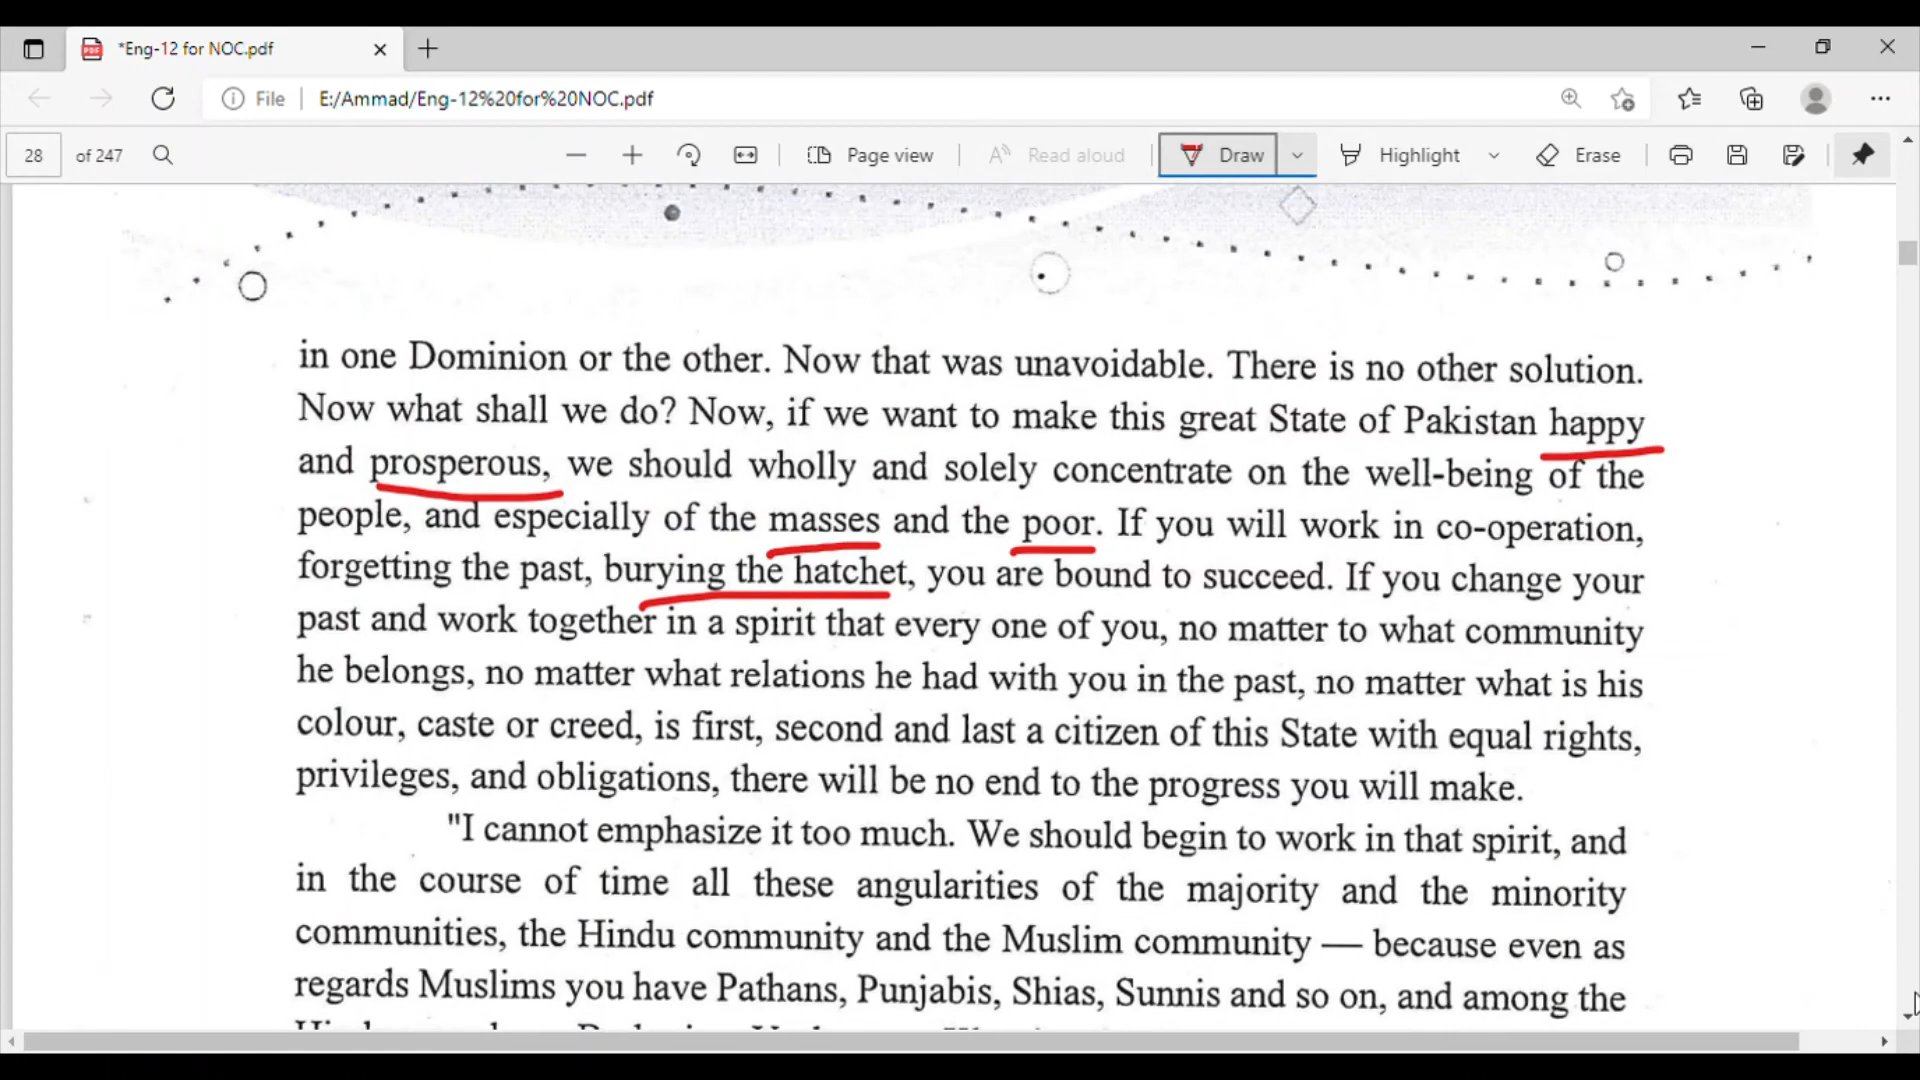 *Eng-12 for NOC.pdf
File E:/Ammad/Eng-12%20for%20NOC.pdf
28 of 247 Page view Read aloud Draw Highlight Erase
in one Dominion or the other. Now that was unavoidable. There is no other solution.
Now what shall we do? Now, if we want to make this great State of Pakistan happy
and prosperous, we should wholly and solely concentrate on the well-being of the
people, and especially of the masses and the poor. If you will work in co-operation,
forgetting the past, burying the hatchet, you are bound to succeed. If you change your
past and work together in a spirit that every one of you, no matter to what community
he belongs, no matter what relations he had with you in the past, no matter what is his
colour, caste or creed, is first, second and last a citizen of this State with equal rights,
privileges, and obligations, there will be no end to the progress you will make.
"I cannot emphasize it too much. We should begin to work in that spirit, and
in the course of time all these angularities of the majority and the minority
communities, the Hindu community and the Muslim community — because even as
regards Muslims you have Pathans, Punjabis, Shias, Sunnis and so on, and among the